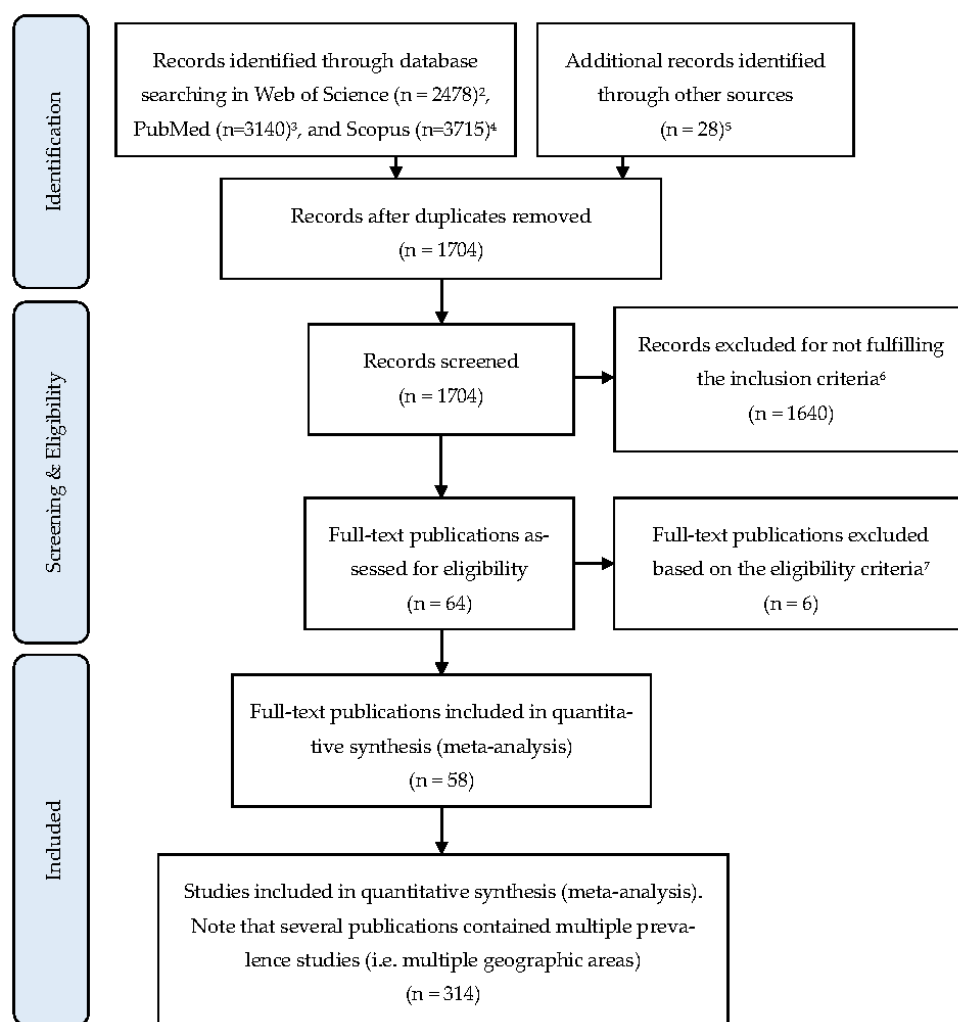 Identification
Records identified through database
searching in Web of Science (n = 2478)²,
PubMed (n=3140)³, and Scopus (n=3715)⁴
Additional records identified
through other sources
(n = 28)⁵
Records after duplicates removed
(n = 1704)
Screening & Eligibility
Records screened
(n = 1704)
Records excluded for not fulfilling
the inclusion criteria⁶
(n = 1640)
Full-text publications as-
sessed for eligibility
(n = 64)
Full-text publications excluded
based on the eligibility criteria⁷
(n = 6)
Included
Full-text publications included in quantita-
tive synthesis (meta-analysis)
(n = 58)
Studies included in quantitative synthesis (meta-analysis).
Note that several publications contained multiple preva-
lence studies (i.e. multiple geographic areas)
(n = 314)